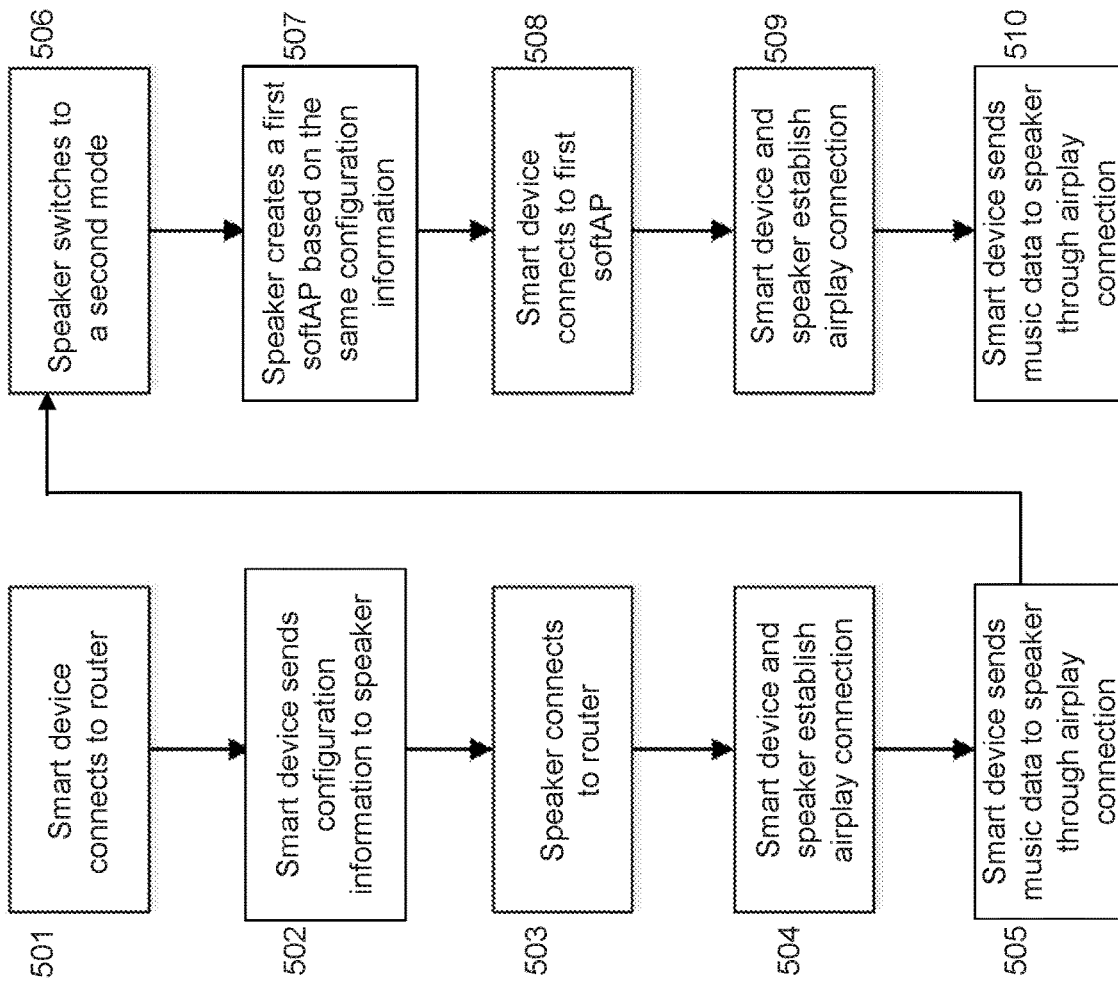 501
Smart device
connects to router
502
Smart device sends
configuration
information to speaker
503
Speaker connects
to router
504
Smart device and
speaker establish
airplay connection
505
Smart device sends
music data to speaker
through airplay
connection
506
Speaker switches to
a second mode
507
Speaker creates a first
softAP based on the
same configuration
information
508
Smart device
connects to first
softAP
509
Smart device and
speaker establish
airplay connection
510
Smart device sends
music data to speaker
through airplay
connection